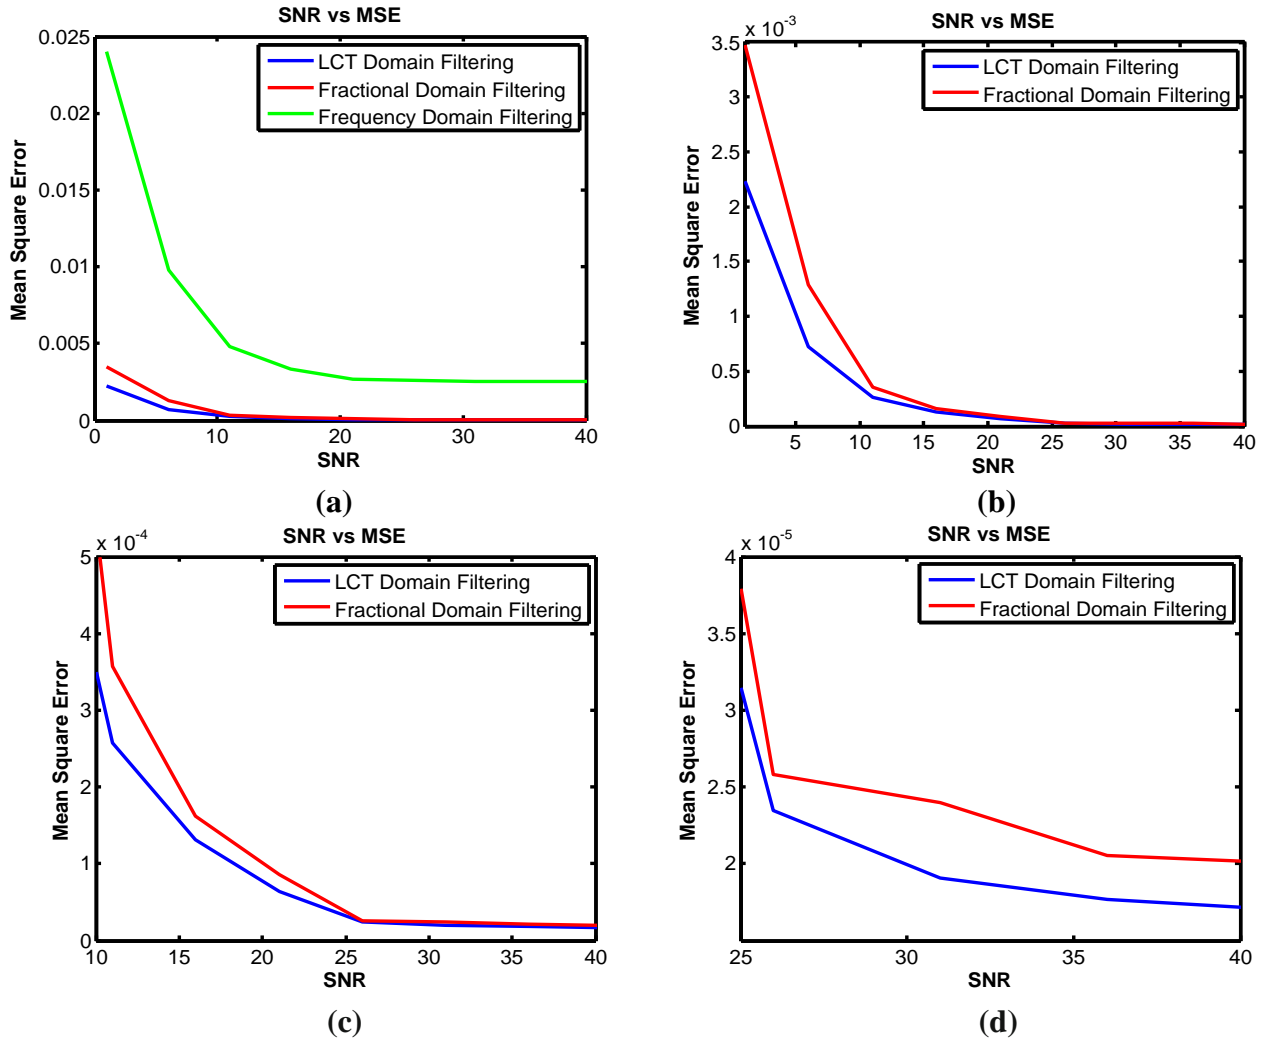 SNR vs MSE
0.025
0.02
0.015
0.01
0.005
0
0 10 20 30 40
Mean Square Error
SNR
LCT Domain Filtering
Fractional Domain Filtering
Frequency Domain Filtering
(a)
SNR vs MSE
x 10-3
3.5
3
2.5
2
1.5
1
0.5
0
5 10 15 20 25 30 35 40
Mean Square Error
SNR
LCT Domain Filtering
Fractional Domain Filtering
(b)
SNR vs MSE
x 10-4
5
4
3
2
1
0
10 15 20 25 30 35 40
Mean Square Error
SNR
LCT Domain Filtering
Fractional Domain Filtering
(c)
SNR vs MSE
x 10-5
4
3.5
3
2.5
2
25 30 35 40
Mean Square Error
SNR
LCT Domain Filtering
Fractional Domain Filtering
(d)